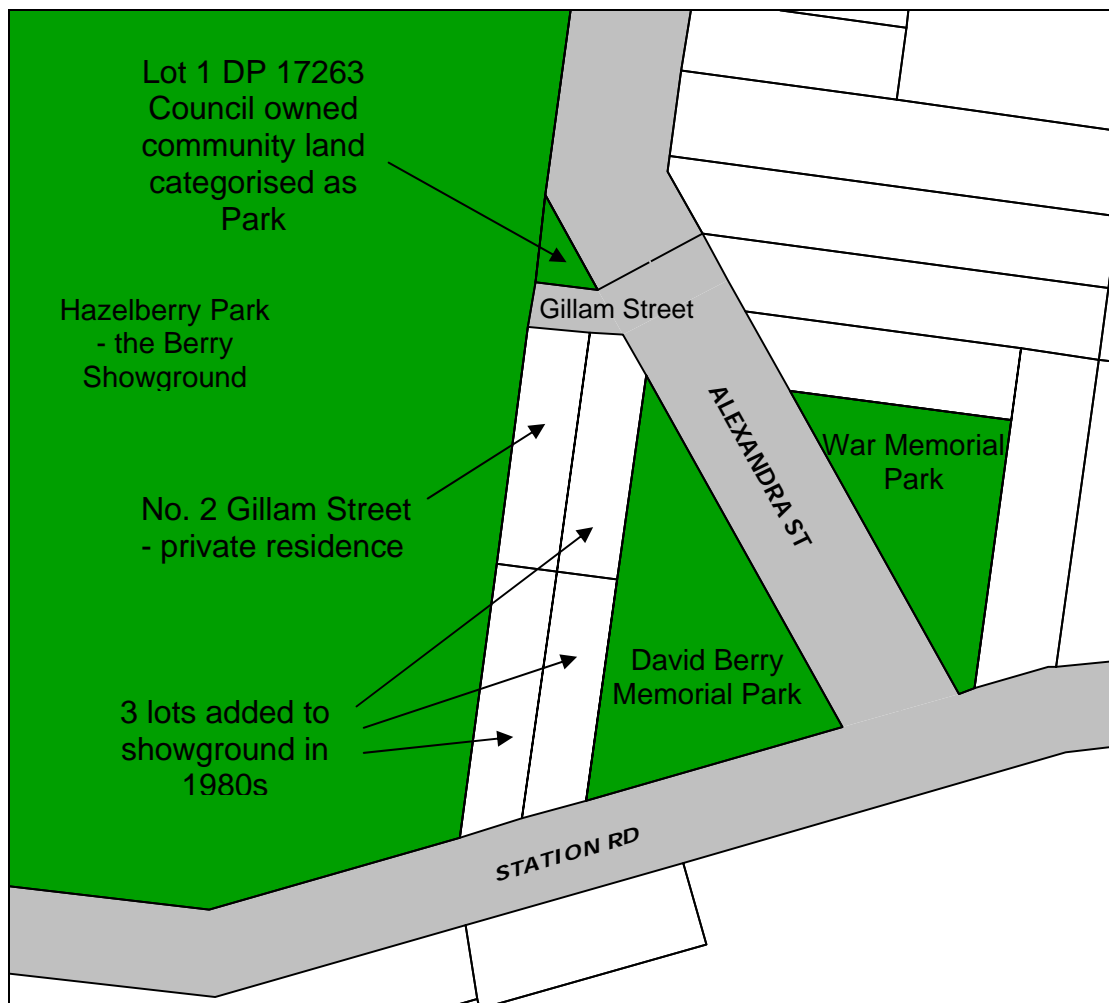 Lot 1 DP 17263
Council owned
community land
categorised as
Park
Hazelberry Park
- the Berry
Showground
Gillam Street
ALEXANDRA ST
War Memorial
Park
No. 2 Gillam Street
- private residence
David Berry
Memorial Park
3 lots added to
showground in
1980s
STATION RD